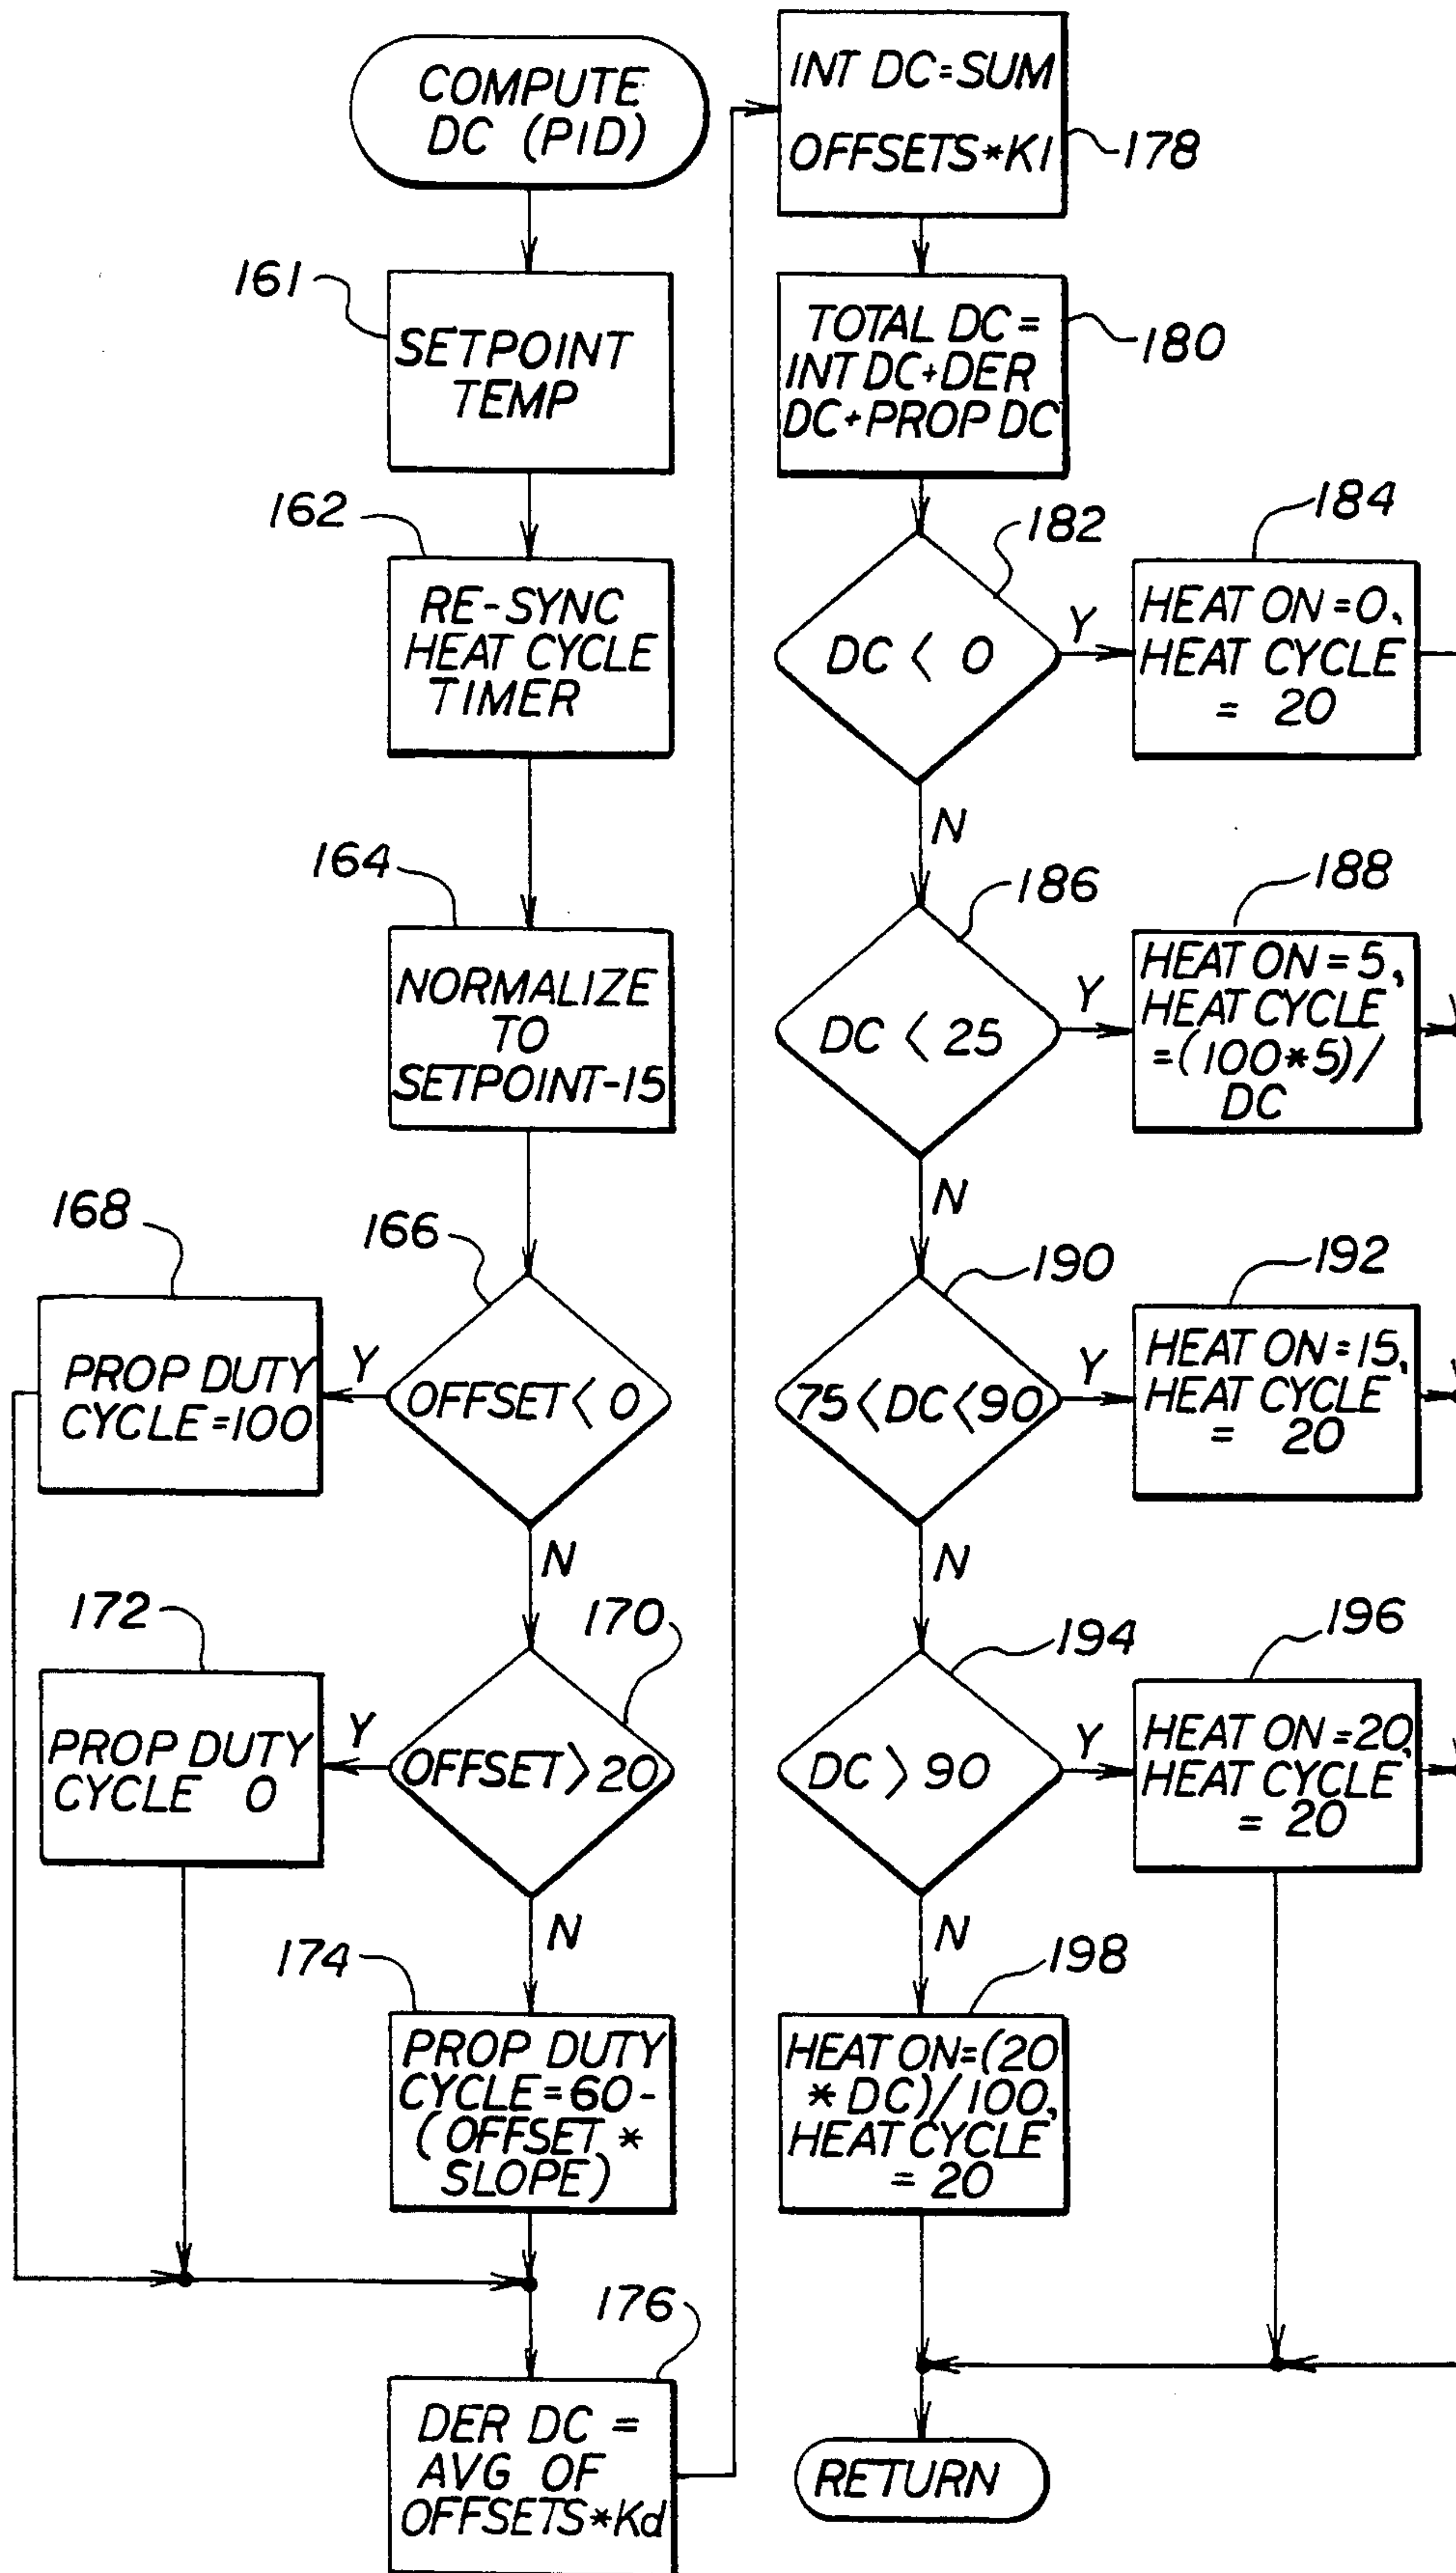 COMPUTE
DC (PID)
161
SETPOINT
TEMP
162
RE-SYNC
HEAT CYCLE
TIMER
164
NORMALIZE
TO
SETPOINT-15
166
OFFSET < 0
Y
168
PROP DUTY
CYCLE=100
N
170
OFFSET > 20
Y
172
PROP DUTY
CYCLE 0
N
174
PROP DUTY
CYCLE=60-
(OFFSET *
SLOPE)
176
DER DC =
AVG OF
OFFSETS*Kd
INT DC=SUM
OFFSETS*KI
178
TOTAL DC=
INT DC+DER
DC+PROP DC
180
182
DC < 0
Y
184
HEAT ON=0,
HEAT CYCLE
= 20
N
186
DC < 25
Y
188
HEAT ON=5,
HEAT CYCLE
=(100*5)/
DC
N
190
75<DC<90
Y
192
HEAT ON=15,
HEAT CYCLE
= 20
N
194
DC > 90
Y
196
HEAT ON=20,
HEAT CYCLE
= 20
N
198
HEAT ON=(20
* DC)/100,
HEAT CYCLE
= 20
RETURN